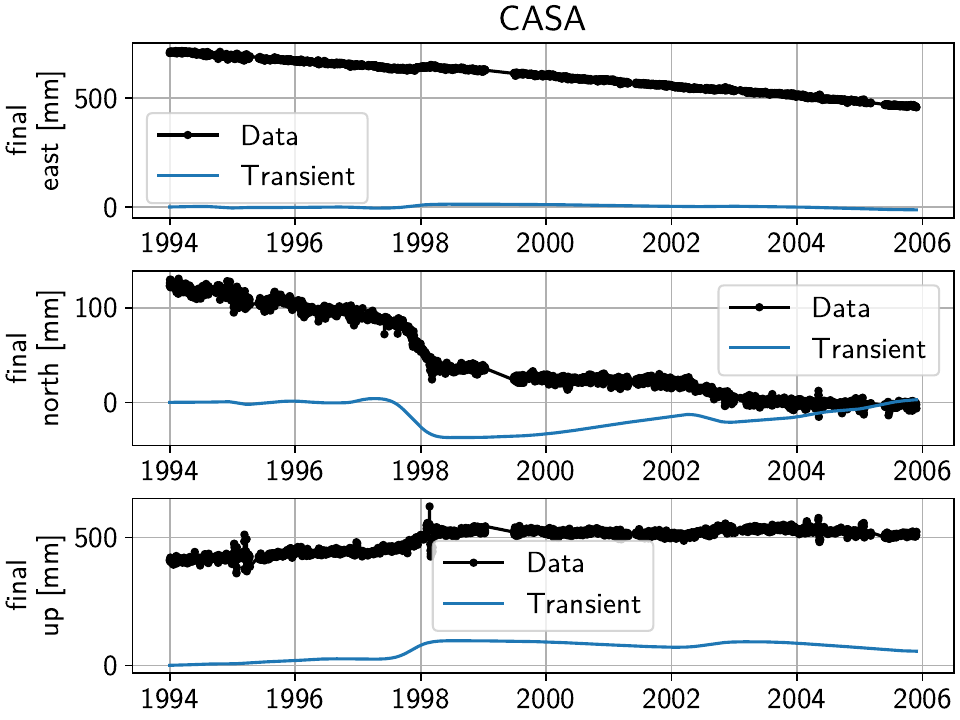 CASA
final
east [mm]
500
0
Data
Transient
1994 1996 1998 2000 2002 2004 2006
final
north [mm]
100
0
Data
Transient
1994 1996 1998 2000 2002 2004 2006
final
up [mm]
500
0
Data
Transient
1994 1996 1998 2000 2002 2004 2006